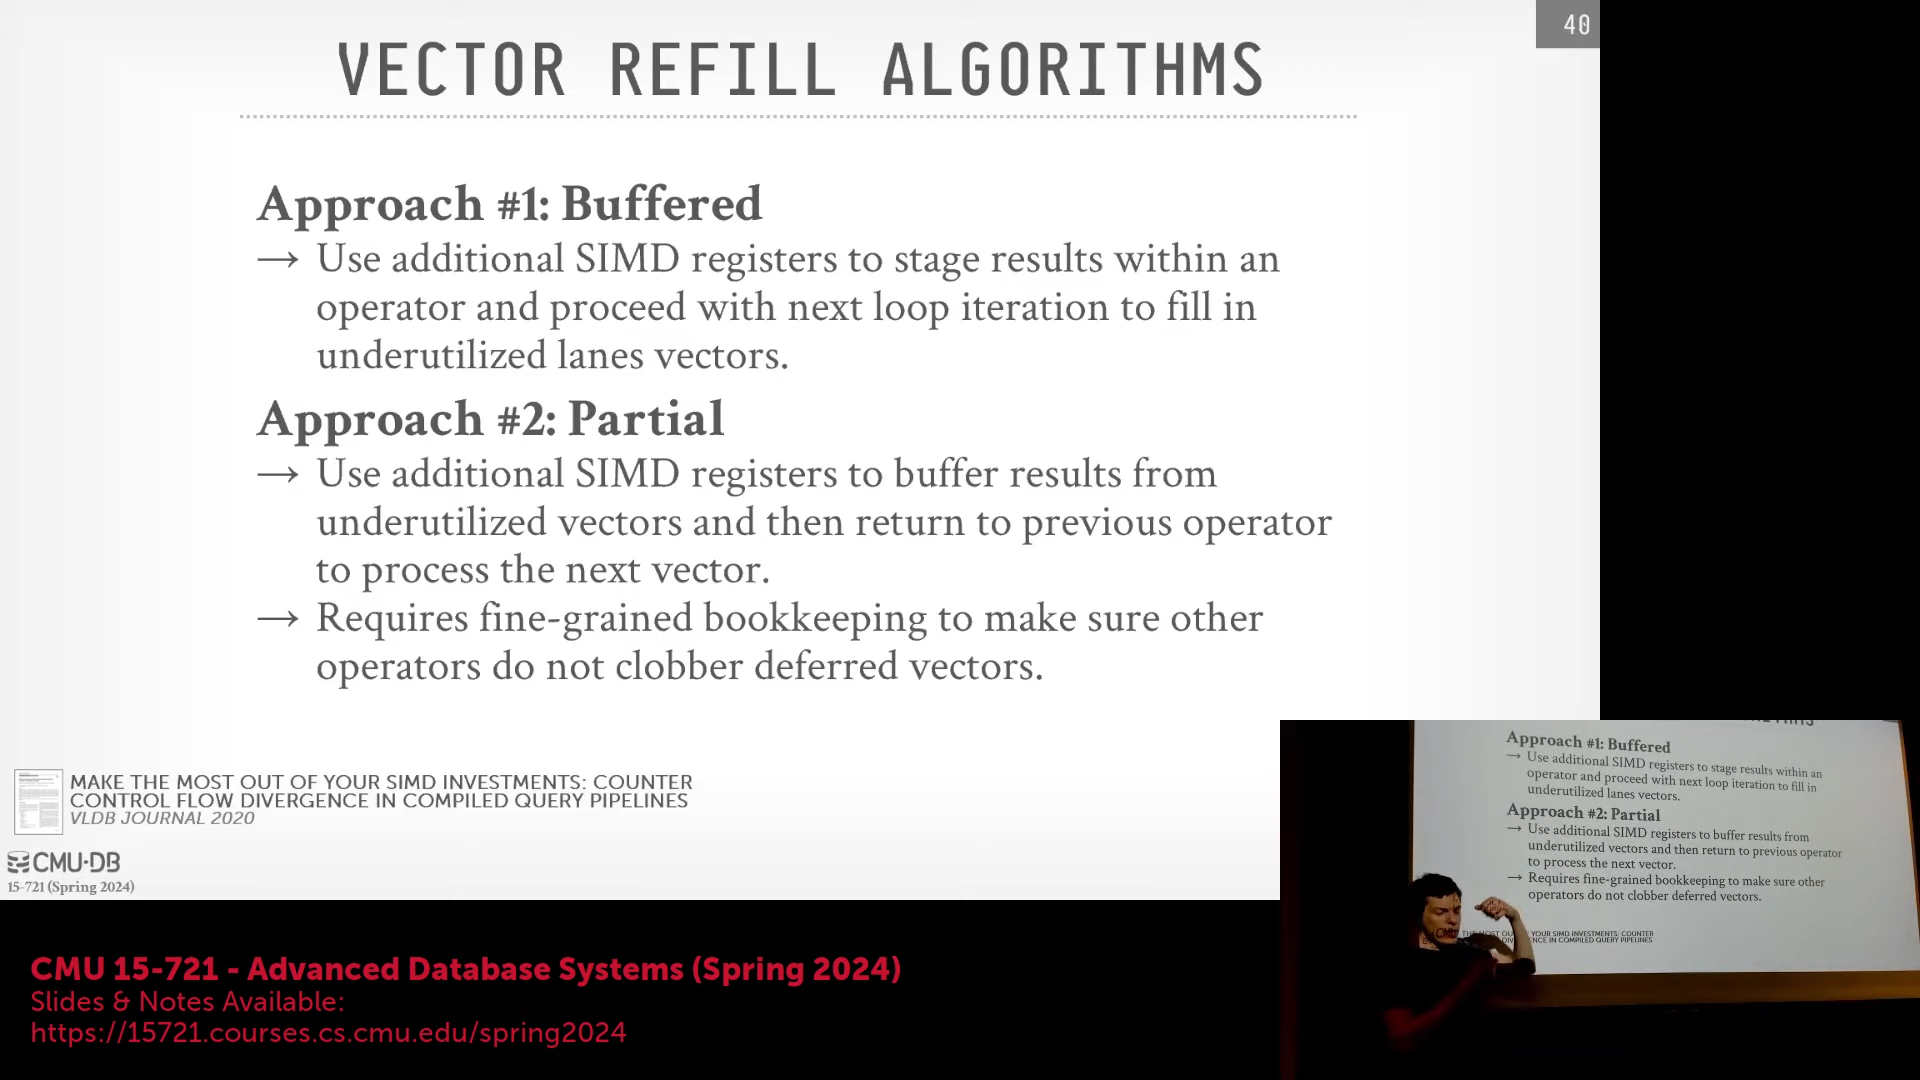 40
VECTOR REFILL ALGORITHMS
Approach #1: Buffered
→ Use additional SIMD registers to stage results within an
operator and proceed with next loop iteration to fill in
underutilized lanes vectors.
Approach #2: Partial
→ Use additional SIMD registers to buffer results from
underutilized vectors and then return to previous operator
to process the next vector.
→ Requires fine-grained bookkeeping to make sure other
operators do not clobber deferred vectors.
MAKE THE MOST OUT OF YOUR SIMD INVESTMENTS: COUNTER
CONTROL FLOW DIVERGENCE IN COMPILED QUERY PIPELINES
VLDB JOURNAL 2020
CMU·DB
15-721 (Spring 2024)
Approach #1: Buffered
→ Use additional SIMD registers to stage results within an
operator and proceed with next loop iteration to fill in
underutilized lanes vectors.
Approach #2: Partial
→ Use additional SIMD registers to buffer results from
underutilized vectors and then return to previous operator
to process the next vector.
→ Requires fine-grained bookkeeping to make sure other
operators do not clobber deferred vectors.
YOUR SIMD INVESTMENTS: COUNTER
IN COMPILED QUERY PIPELINES
CMU 15-721 - Advanced Database Systems (Spring 2024)
Slides & Notes Available:
https://15721.courses.cs.cmu.edu/spring2024